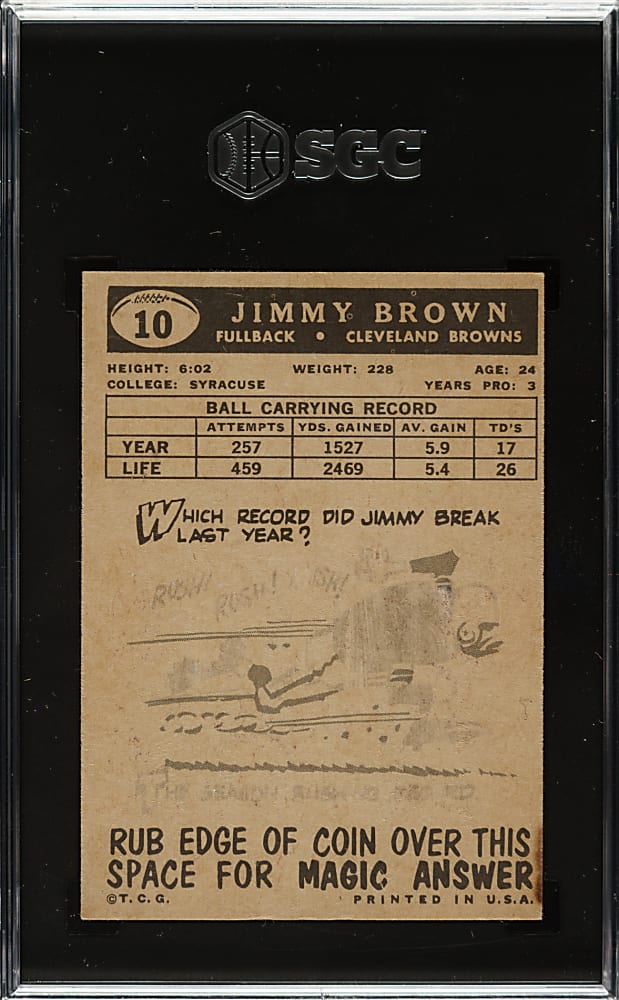 SGC
10
JIMMY BROWN
FULLBACK • CLEVELAND BROWNS
HEIGHT: 6:02 WEIGHT: 228 AGE: 24
COLLEGE: SYRACUSE YEARS PRO: 3
BALL CARRYING RECORD
ATTEMPTS YDS. GAINED AV. GAIN TD'S
YEAR 257 1527 5.9 17
LIFE 459 2469 5.4 26
WHICH RECORD DID JIMMY BREAK
LAST YEAR?
RUSH! RUSH!
RUB EDGE OF COIN OVER THIS
SPACE FOR MAGIC ANSWER
©T.C.G. PRINTED IN U.S.A.